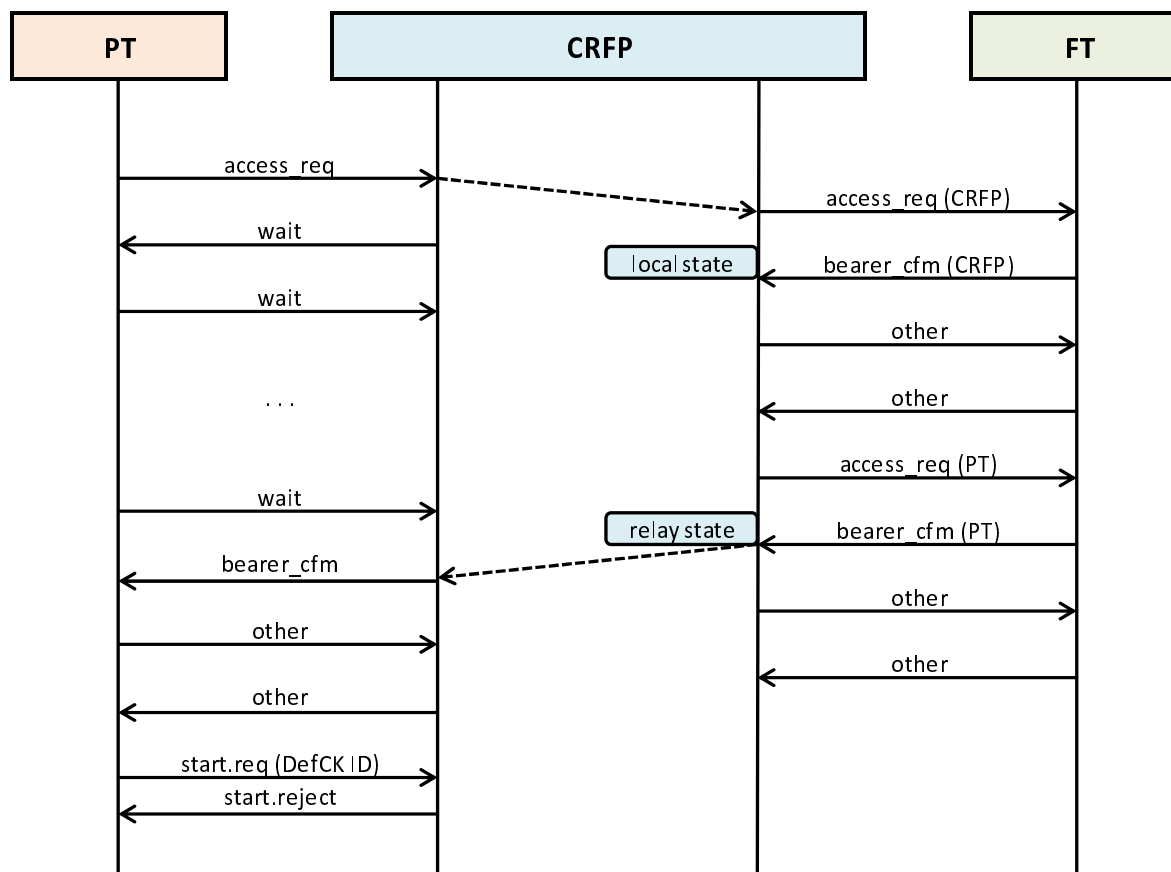 PT CRFP FT
access_req
access_req (CRFP)
wait
local state bearer_cfm (CRFP)
wait
other
. . .
other
access_req (PT)
wait
relay state bearer_cfm (PT)
bearer_cfm
other
other
other
other
start.req (DefCK ID)
start.reject